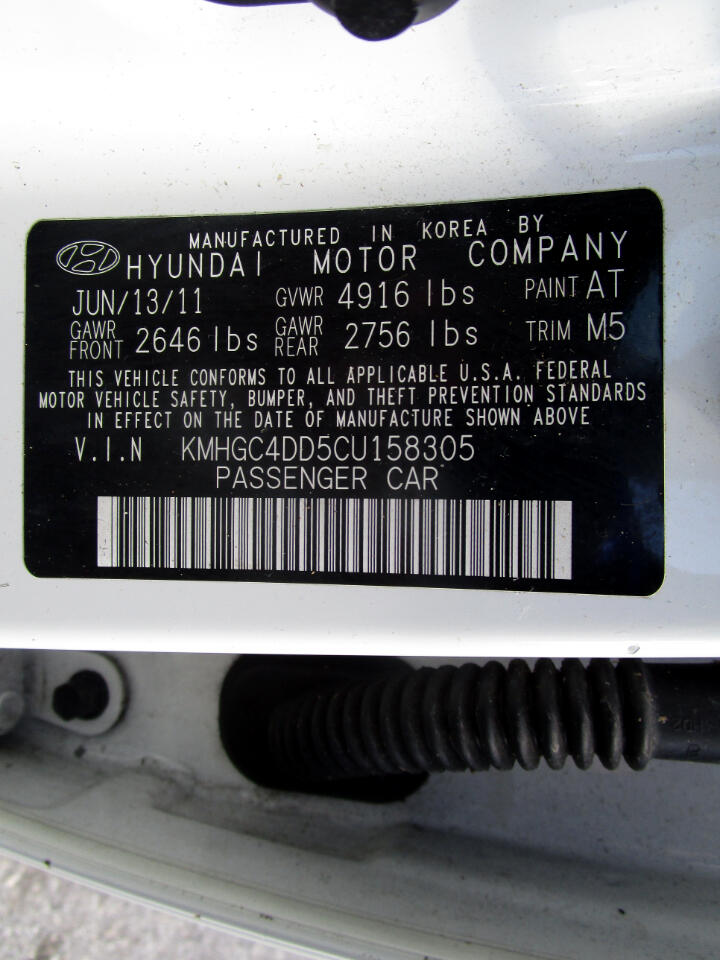 MANUFACTURED IN KOREA BY
HYUNDAI MOTOR COMPANY
JUN/13/11 GVWR 4916 lbs PAINT AT
GAWR FRONT 2646 lbs GAWR REAR 2756 lbs TRIM M5
THIS VEHICLE CONFORMS TO ALL APPLICABLE U.S.A. FEDERAL
MOTOR VEHICLE SAFETY, BUMPER, AND THEFT PREVENTION STANDARDS
IN EFFECT ON THE DATE OF MANUFACTURE SHOWN ABOVE
V.I.N KMHGC4DD5CU158305
PASSENGER CAR